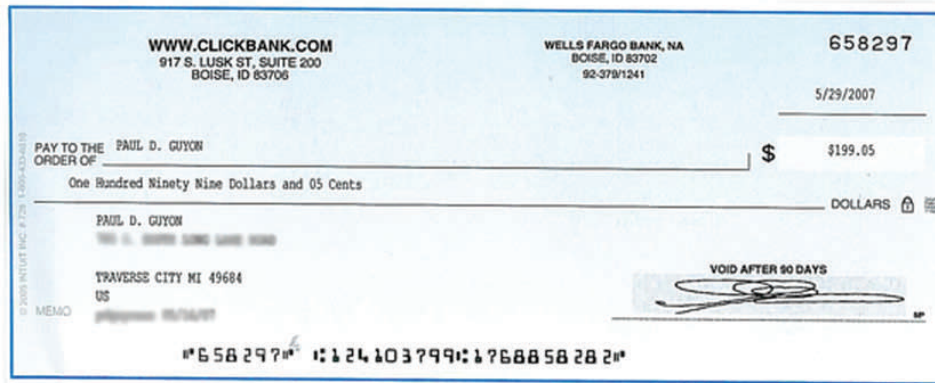 WWW.CLICKBANK.COM
917 S. LUSK ST, SUITE 200
BOISE, ID 83706
WELLS FARGO BANK, NA
BOISE, ID 83702
92-379/1241
658297
5/29/2007
PAY TO THE ORDER OF PAUL D. GUYON
$ $199.05
One Hundred Ninety Nine Dollars and 05 Cents
DOLLARS
PAUL D. GUYON
TRAVERSE CITY MI 49684
US
VOID AFTER 90 DAYS
MEMO
MP
⑈658297⑈ ⑆124103799⑆1768858282⑈